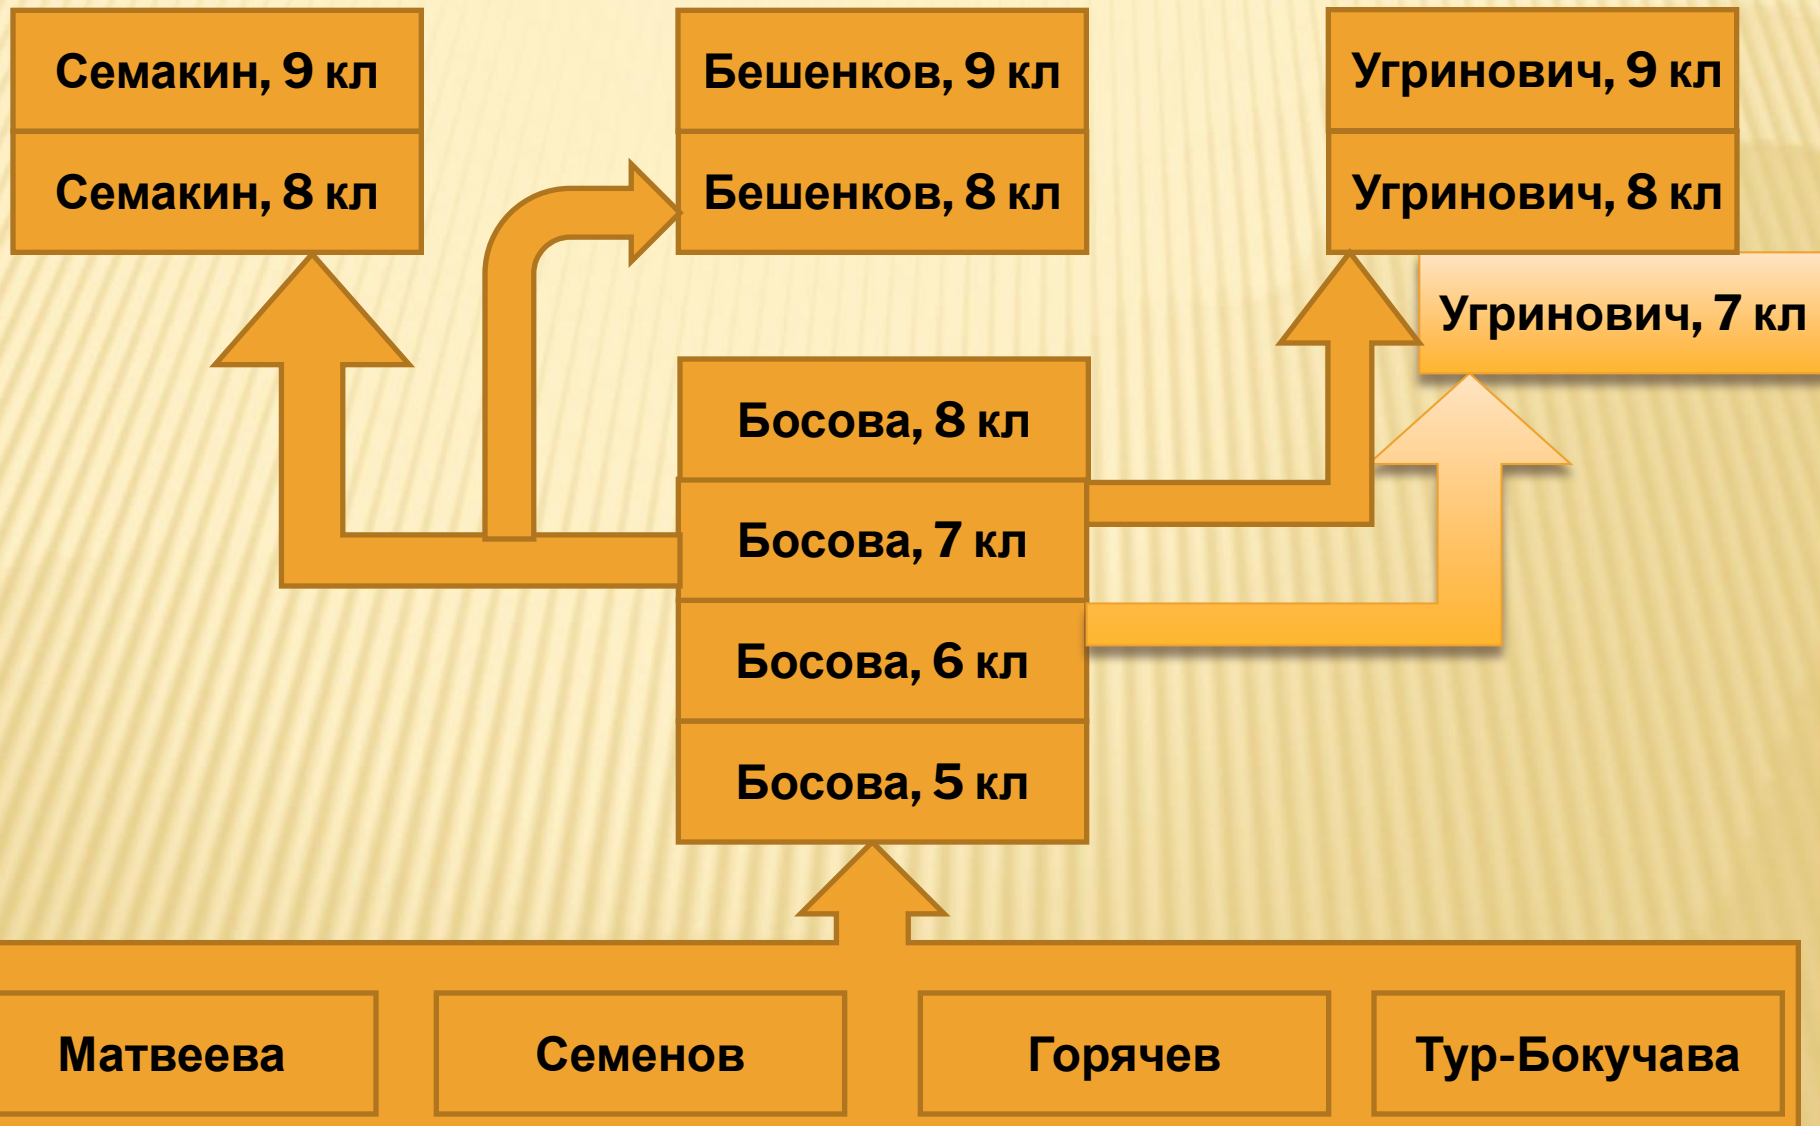 Семакин, 9 кл
Бешенков, 9 кл
Угринович, 9 кл
Семакин, 8 кл
Бешенков, 8 кл
Угринович, 8 кл
Угринович, 7 кл
Босова, 8 кл
Босова, 7 кл
Босова, 6 кл
Босова, 5 кл
Матвеева
Семенов
Горячев
Тур-Бокучава